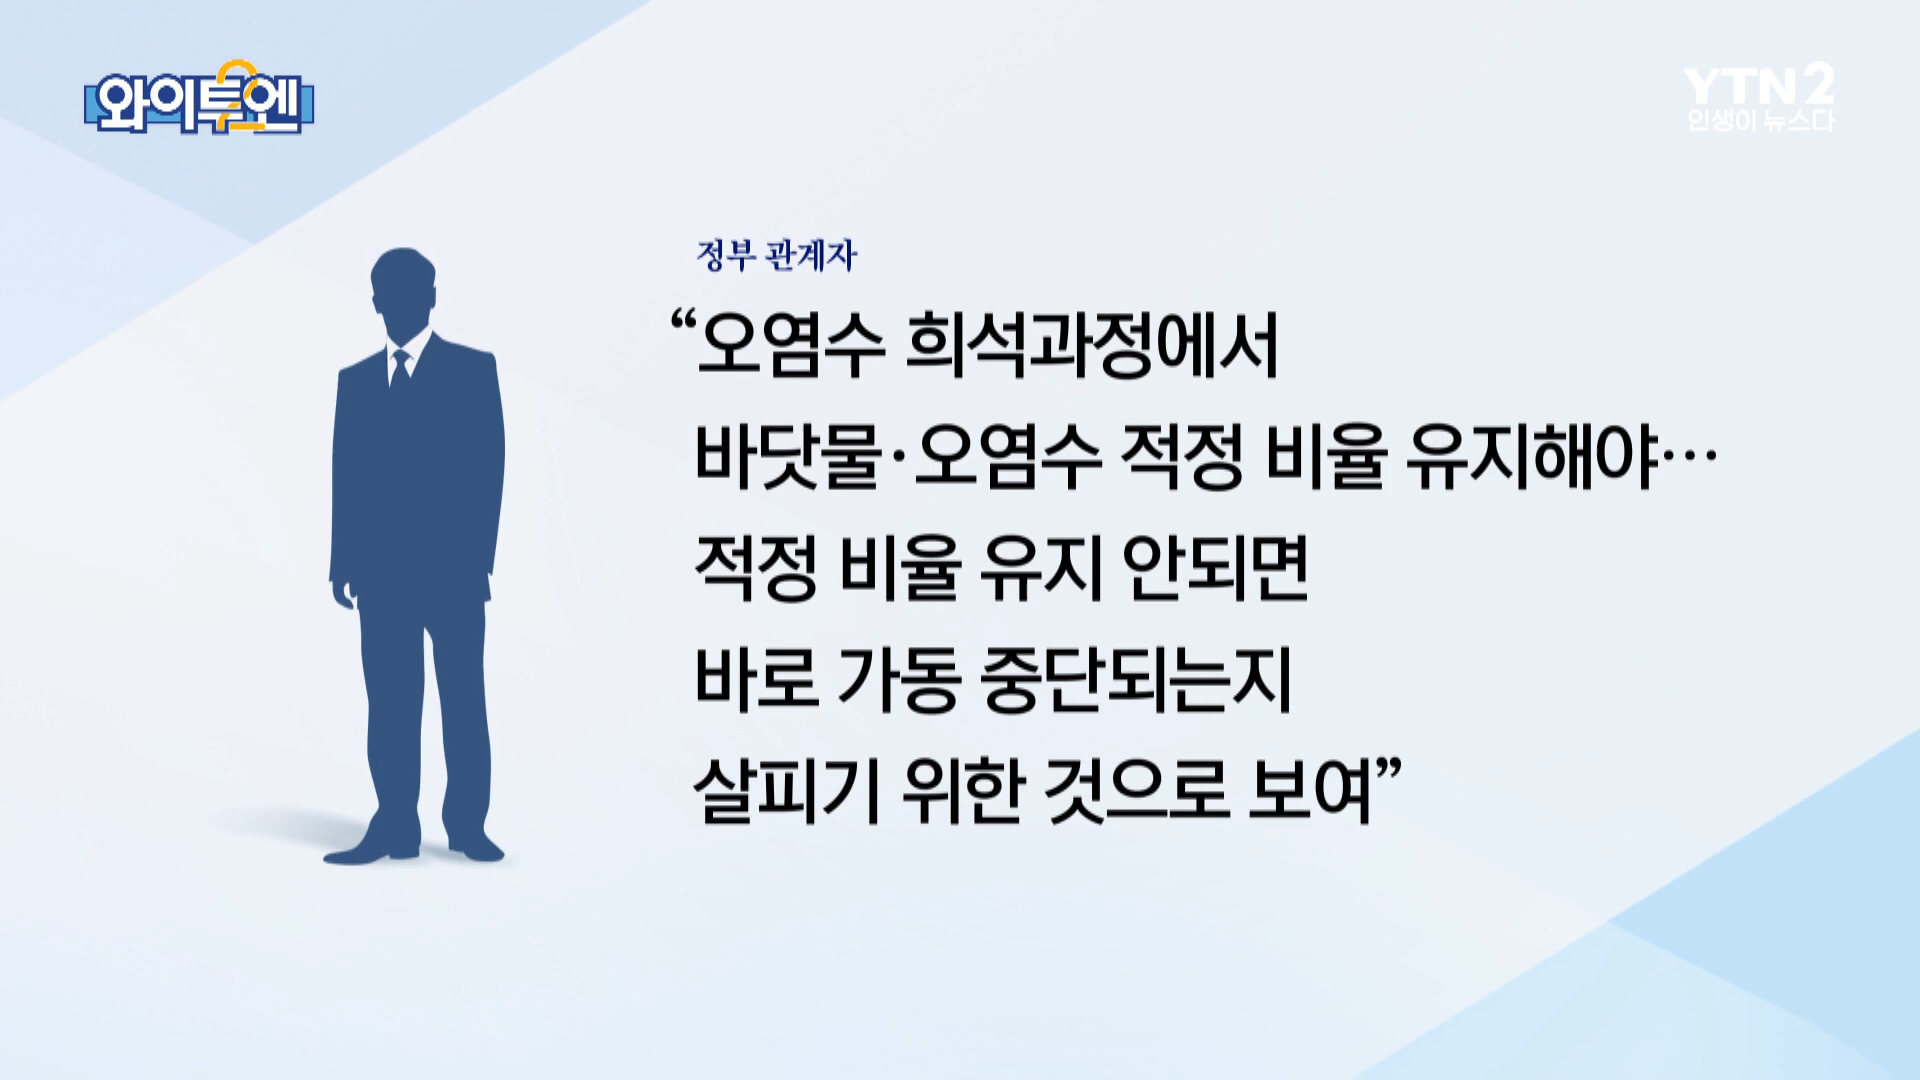 와이투엔
YTN2
인생이 뉴스다
정부 관계자
“오염수 희석과정에서
바닷물·오염수 적정 비율 유지해야…
적정 비율 유지 안되면
바로 가동 중단되는지
살피기 위한 것으로 보여”